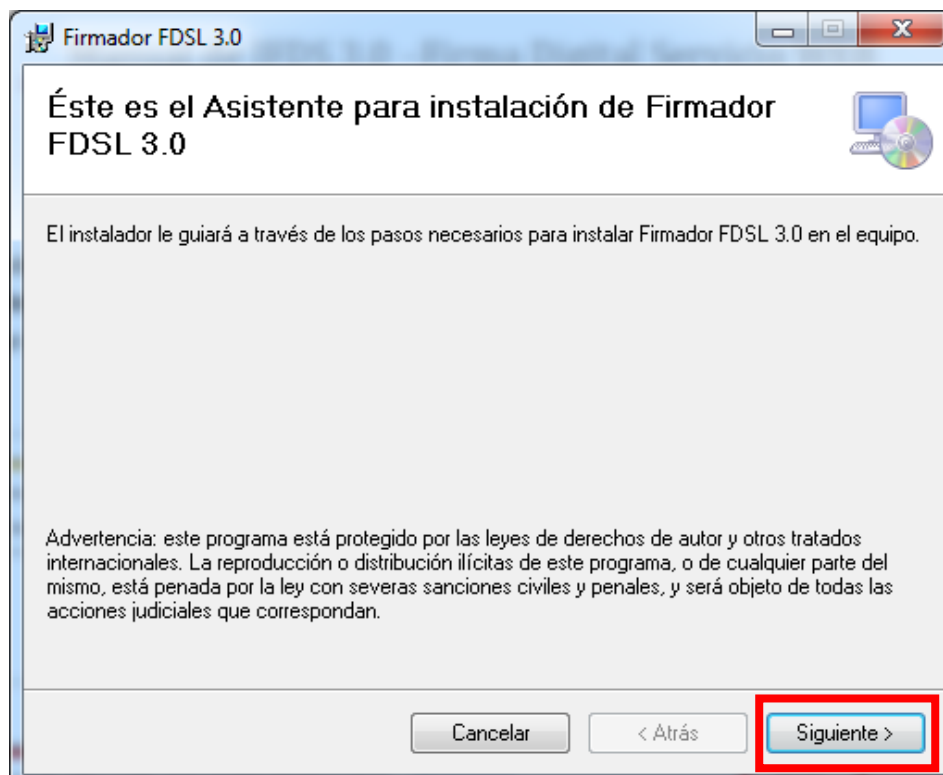 Firmador FDSL 3.0
Éste es el Asistente para instalación de Firmador
FDSL 3.0
El instalador le guiará a través de los pasos necesarios para instalar Firmador FDSL 3.0 en el equipo.
Advertencia: este programa está protegido por las leyes de derechos de autor y otros tratados
internacionales. La reproducción o distribución ilícitas de este programa, o de cualquier parte del
mismo, está penada por la ley con severas sanciones civiles y penales, y será objeto de todas las
acciones judiciales que correspondan.
Cancelar < Atrás Siguiente >